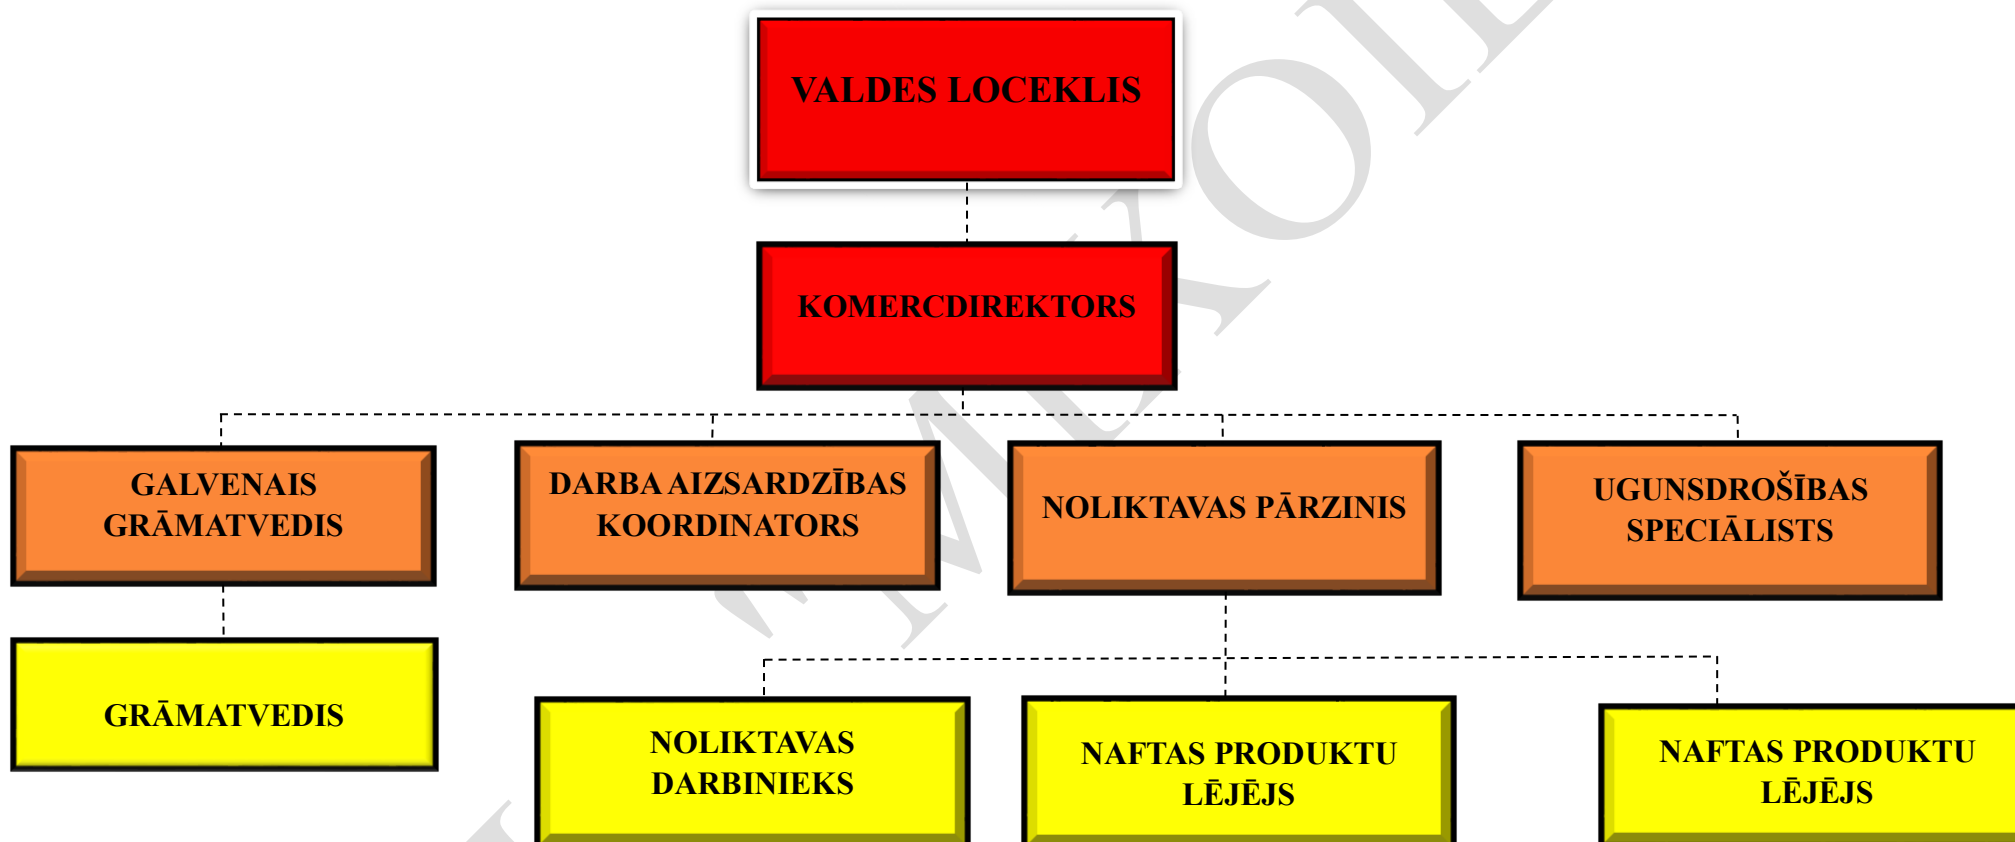 VALDES LOCEKLIS
KOMERCDIREKTORS
GALVENAIS
GRĀMATVEDIS
DARBA AIZSARDZĪBAS
KOORDINATORS
NOLIKTAVAS PĀRZINIS
UGUNSDROŠĪBAS
SPECIĀLISTS
GRĀMATVEDIS
NOLIKTAVAS
DARBINIEKS
NAFTAS PRODUKTU
LĒJĒJS
NAFTAS PRODUKTU
LĒJĒJS